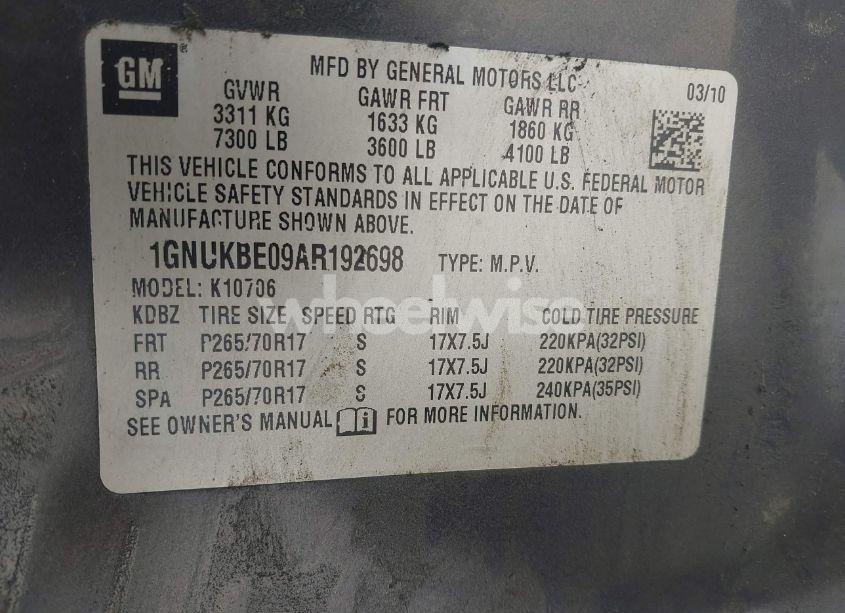 GM
MFD BY GENERAL MOTORS LLC
03/10
GVWR GAWR FRT GAWR RR
3311 KG 1633 KG 1860 KG
7300 LB 3600 LB 4100 LB
THIS VEHICLE CONFORMS TO ALL APPLICABLE U.S. FEDERAL MOTOR
VEHICLE SAFETY STANDARDS IN EFFECT ON THE DATE OF
MANUFACTURE SHOWN ABOVE.
1GNUKBE09AR192698 TYPE: M.P.V.
MODEL: K10706
wheelwise
KDBZ TIRE SIZE SPEED RTG RIM COLD TIRE PRESSURE
FRT P265/70R17 S 17X7.5J 220KPA(32PSI)
RR P265/70R17 S 17X7.5J 220KPA(32PSI)
SPA P265/70R17 S 17X7.5J 240KPA(35PSI)
SEE OWNER'S MANUAL i FOR MORE INFORMATION.